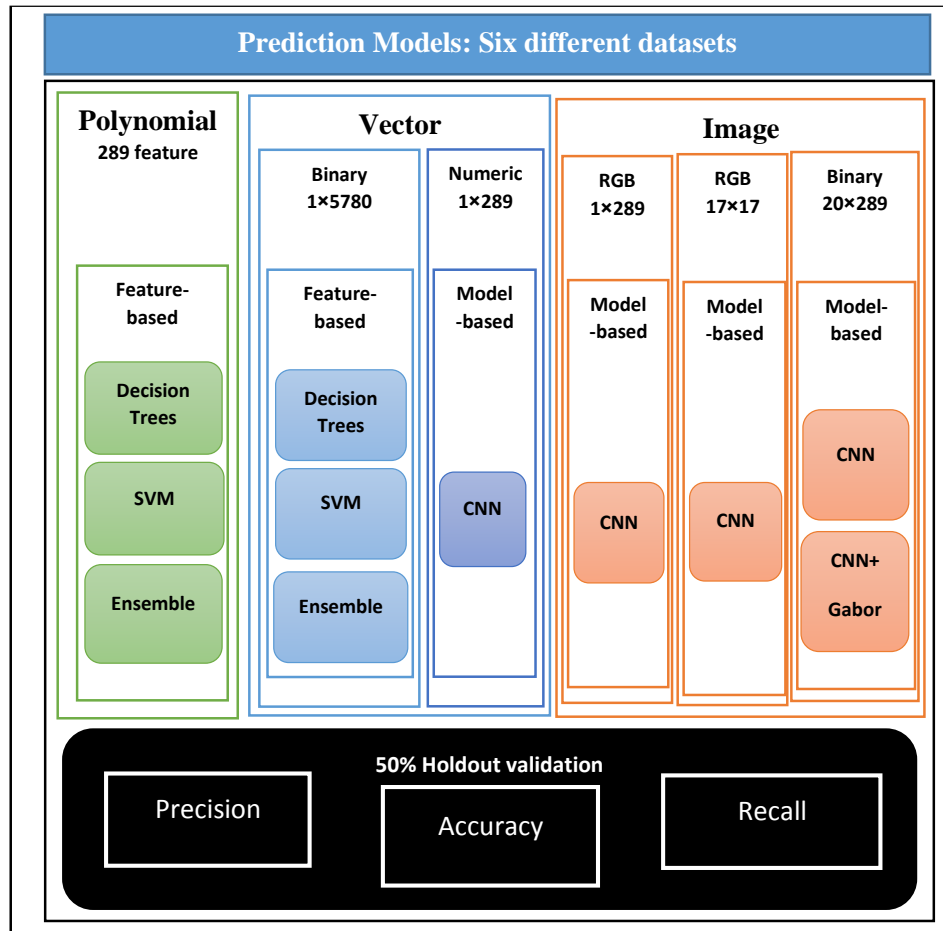 Prediction Models: Six different datasets
Polynomial
289 feature
Feature-
based
Decision
Trees
SVM
Ensemble
Vector
Binary
1×5780
Feature-
based
Decision
Trees
SVM
Ensemble
Numeric
1×289
Model
-based
CNN
Image
RGB
1×289
Model
-based
CNN
RGB
17×17
Model
-based
CNN
Binary
20×289
Model-
based
CNN
CNN+
Gabor
50% Holdout validation
Precision
Accuracy
Recall